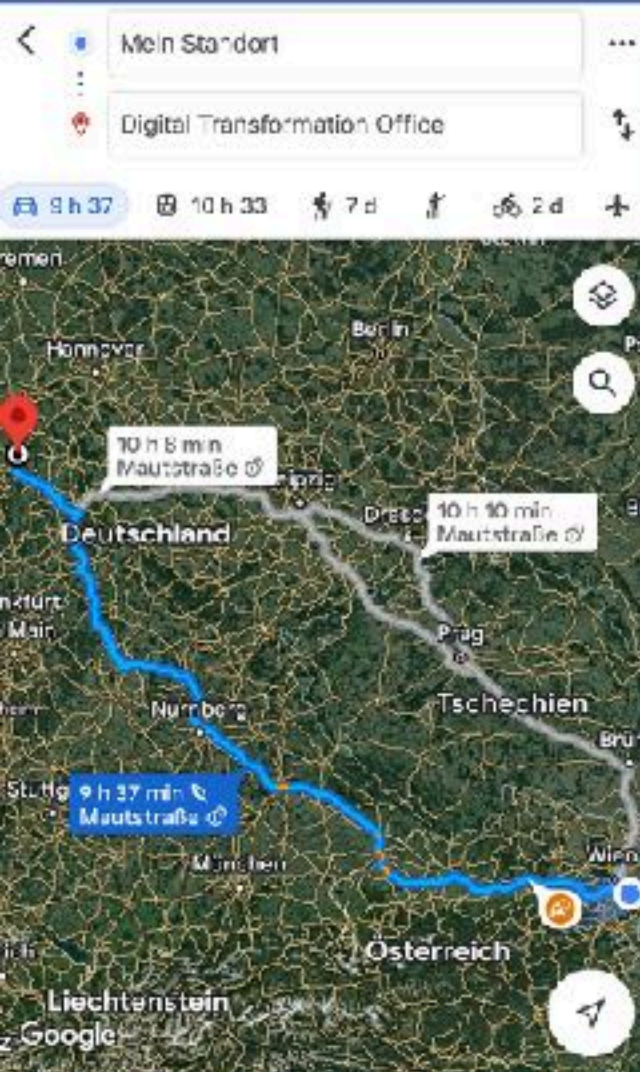 Mein Standort
Digital Transformation Office
9 h 37
10 h 33
7 d
2 d
Hannover
Berlin
10 h 8 min
Mautstraße
10 h 10 min
Mautstraße
Deutschland
Main
Prag
Tschechien
Nürnberg
9 h 37 min
Mautstraße
München
Wien
Österreich
Liechtenstein
Google